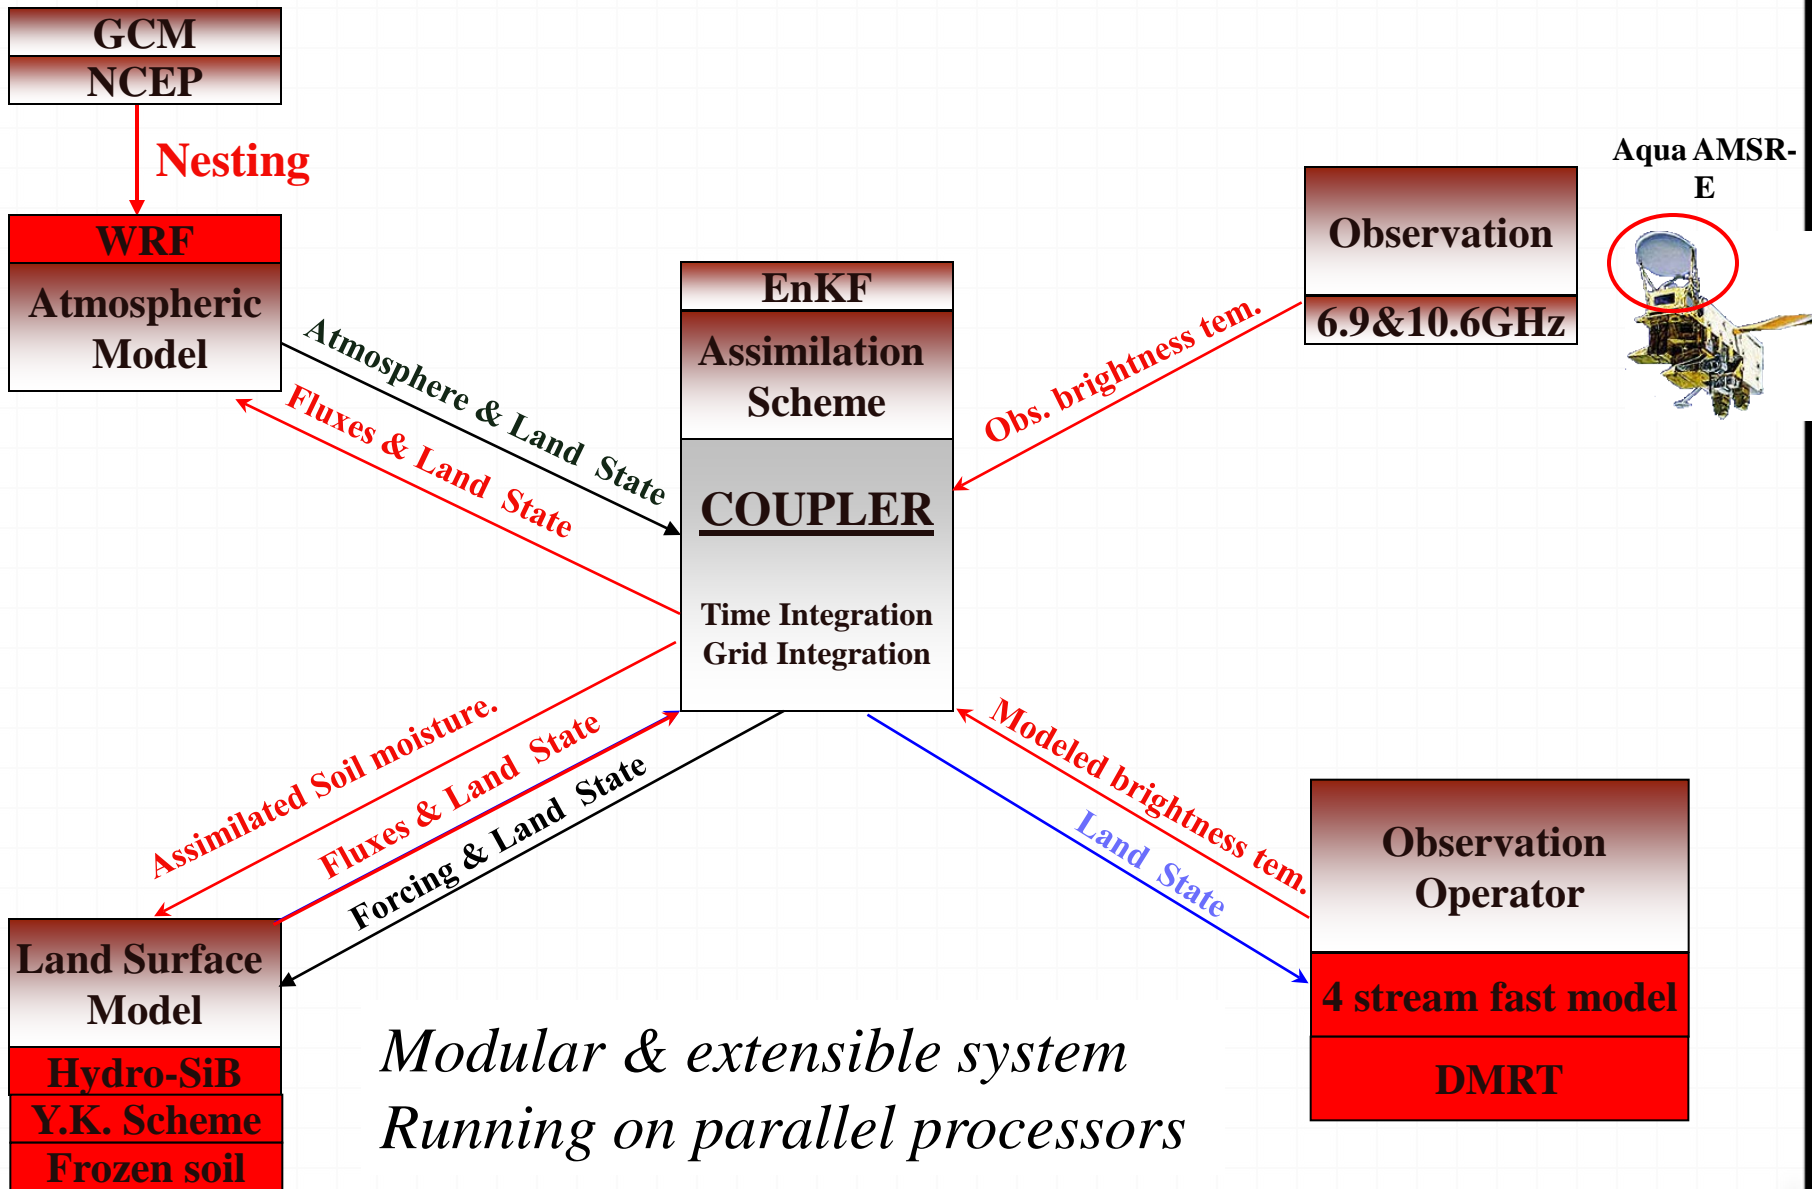 GCM
NCEP
Nesting
WRF
Atmospheric
Model
Atmosphere & Land State
Fluxes & Land State
EnKF
Assimilation
Scheme
COUPLER
Time Integration
Grid Integration
Obs. brightness tem.
Observation
6.9&10.6GHz
Aqua AMSR-
E
Assimilated Soil moisture.
Fluxes & Land State
Forcing & Land State
Modeled brightness tem.
Land State
Observation
Operator
4 stream fast model
DMRT
Land Surface
Model
Hydro-SiB
Y.K. Scheme
Frozen soil
Modular & extensible system
Running on parallel processors